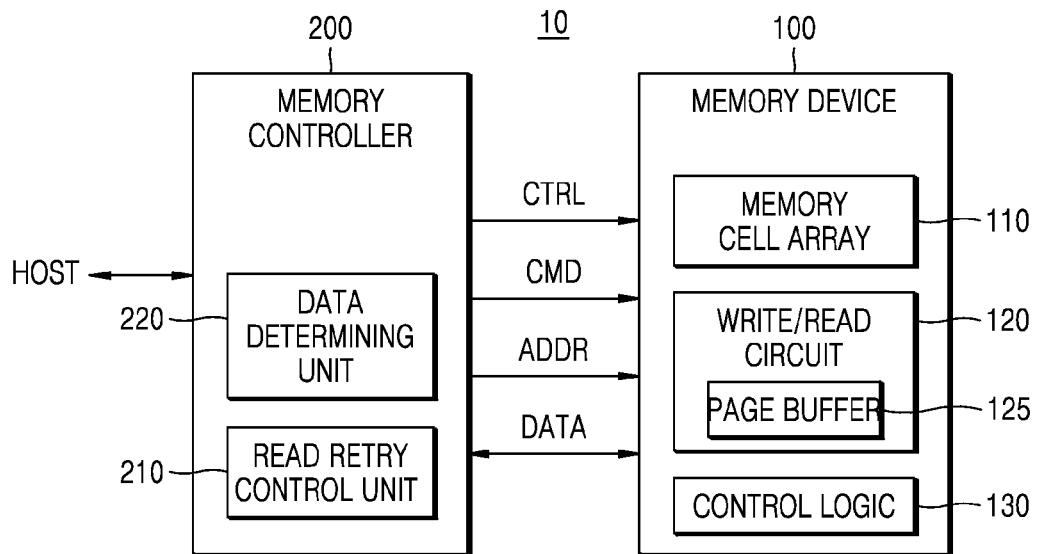 10
200
100
MEMORY
CONTROLLER
MEMORY DEVICE
CTRL
MEMORY
CELL ARRAY
110
HOST
CMD
220
DATA
DETERMINING
UNIT
WRITE/READ
CIRCUIT
120
ADDR
PAGE BUFFER
125
DATA
210
READ RETRY
CONTROL UNIT
CONTROL LOGIC
130